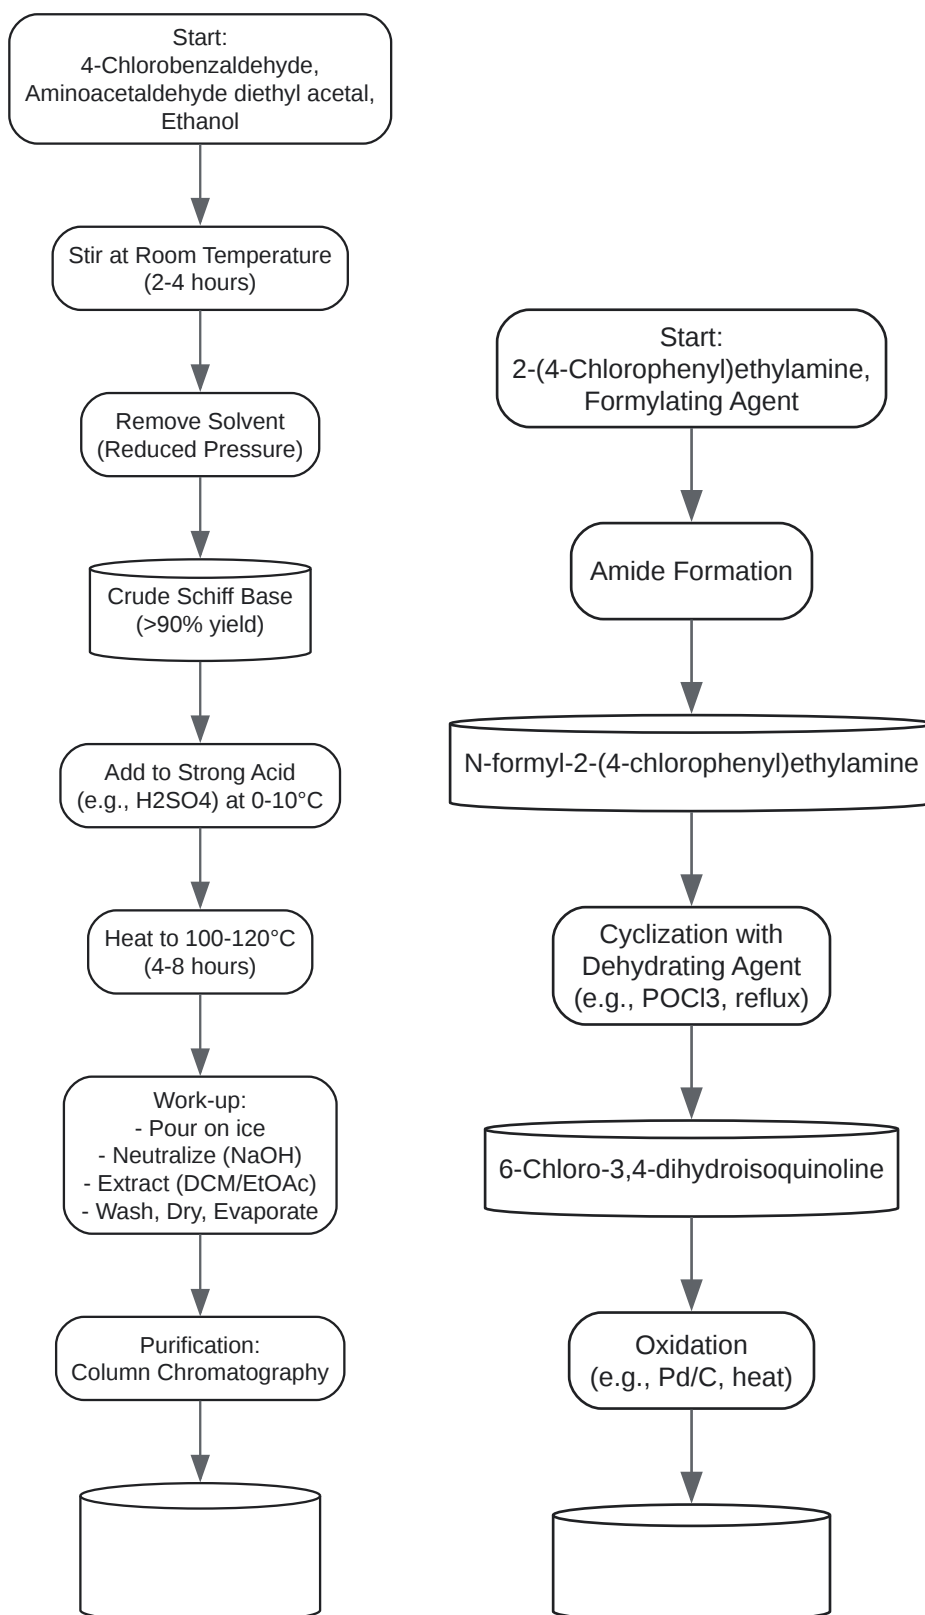 Start:
4-Chlorobenzaldehyde,
Aminoacetaldehyde diethyl acetal,
Ethanol
Stir at Room Temperature
(2-4 hours)
Remove Solvent
(Reduced Pressure)
Crude Schiff Base
(>90% yield)
Add to Strong Acid
(e.g., H2SO4) at 0-10°C
Heat to 100-120°C
(4-8 hours)
Work-up:
- Pour on ice
- Neutralize (NaOH)
- Extract (DCM/EtOAc)
- Wash, Dry, Evaporate
Purification:
Column Chromatography
Start:
2-(4-Chlorophenyl)ethylamine,
Formylating Agent
Amide Formation
N-formyl-2-(4-chlorophenyl)ethylamine
Cyclization with
Dehydrating Agent
(e.g., POCl3, reflux)
6-Chloro-3,4-dihydroisoquinoline
Oxidation
(e.g., Pd/C, heat)